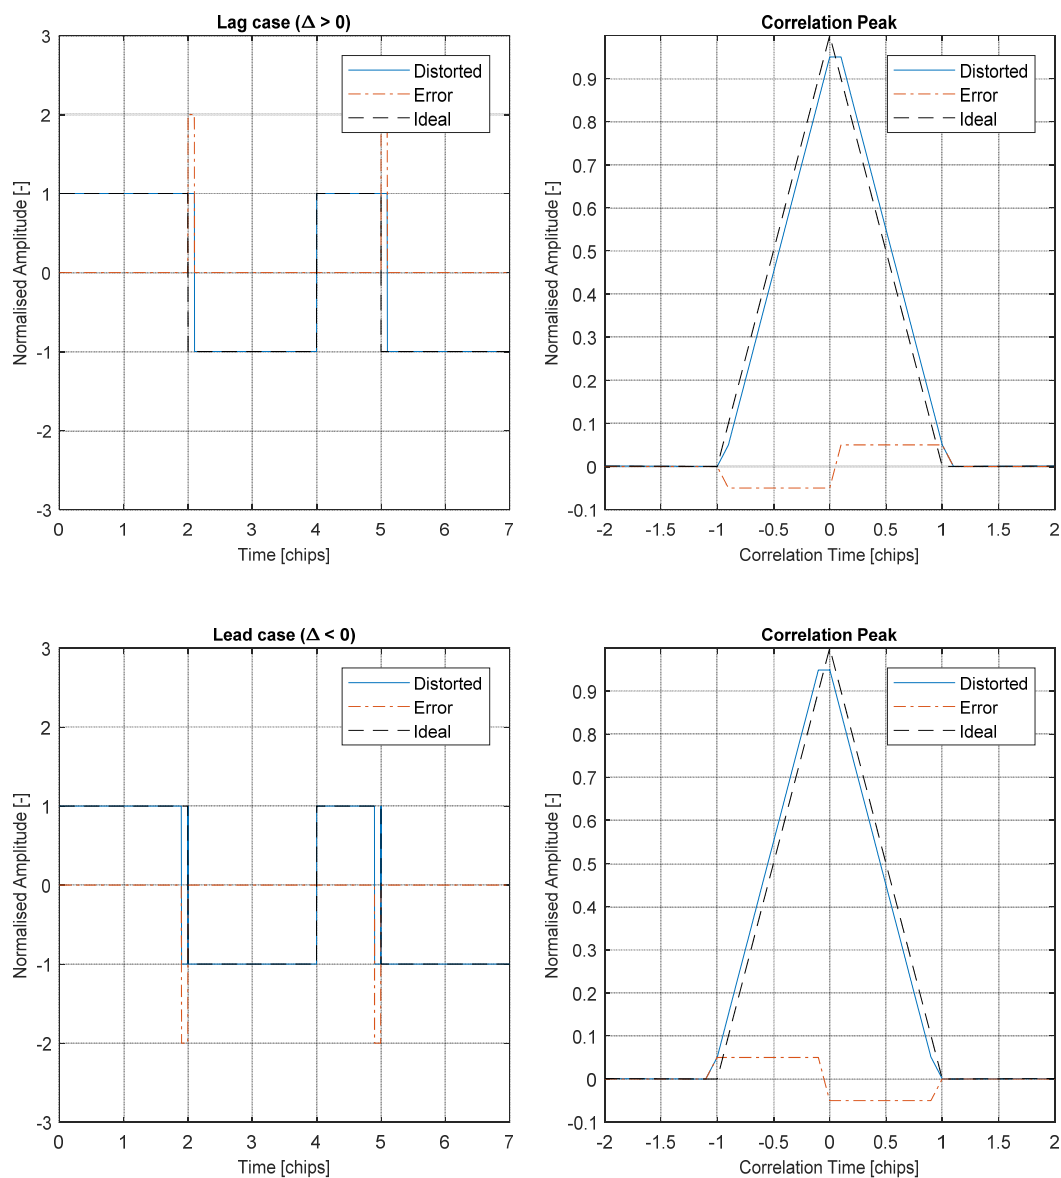 Lag case (Δ > 0)
3
2
1
0
-1
-2
-3
Normalised Amplitude [-]
Distorted
Error
Ideal
0 1 2 3 4 5 6 7
Time [chips]
Correlation Peak
0.9
0.8
0.7
0.6
0.5
0.4
0.3
0.2
0.1
0
-0.1
Normalised Amplitude [-]
Distorted
Error
Ideal
-2 -1.5 -1 -0.5 0 0.5 1 1.5 2
Correlation Time [chips]
Lead case (Δ < 0)
3
2
1
0
-1
-2
-3
Normalised Amplitude [-]
Distorted
Error
Ideal
0 1 2 3 4 5 6 7
Time [chips]
Correlation Peak
0.9
0.8
0.7
0.6
0.5
0.4
0.3
0.2
0.1
0
-0.1
Normalised Amplitude [-]
Distorted
Error
Ideal
-2 -1.5 -1 -0.5 0 0.5 1 1.5 2
Correlation Time [chips]